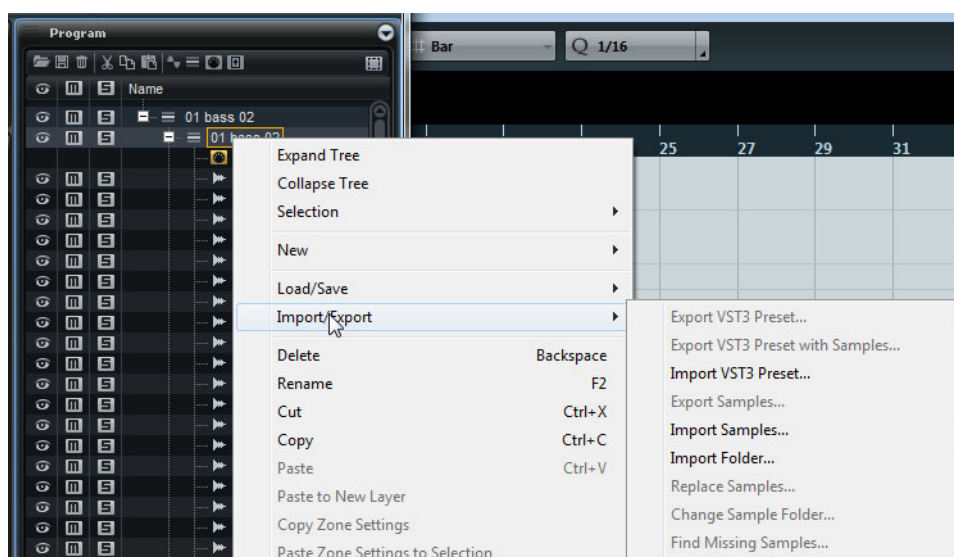 Program
Bar
Q 1/16
Name
01 bass 02
01 bass 02
25 27 29 31
Expand Tree
Collapse Tree
Selection
New
Load/Save
Import/Export
Delete Backspace
Rename F2
Cut Ctrl+X
Copy Ctrl+C
Paste Ctrl+V
Paste to New Layer
Copy Zone Settings
Paste Zone Settings to Selection
Export VST3 Preset...
Export VST3 Preset with Samples...
Import VST3 Preset...
Export Samples...
Import Samples...
Import Folder...
Replace Samples...
Change Sample Folder...
Find Missing Samples...